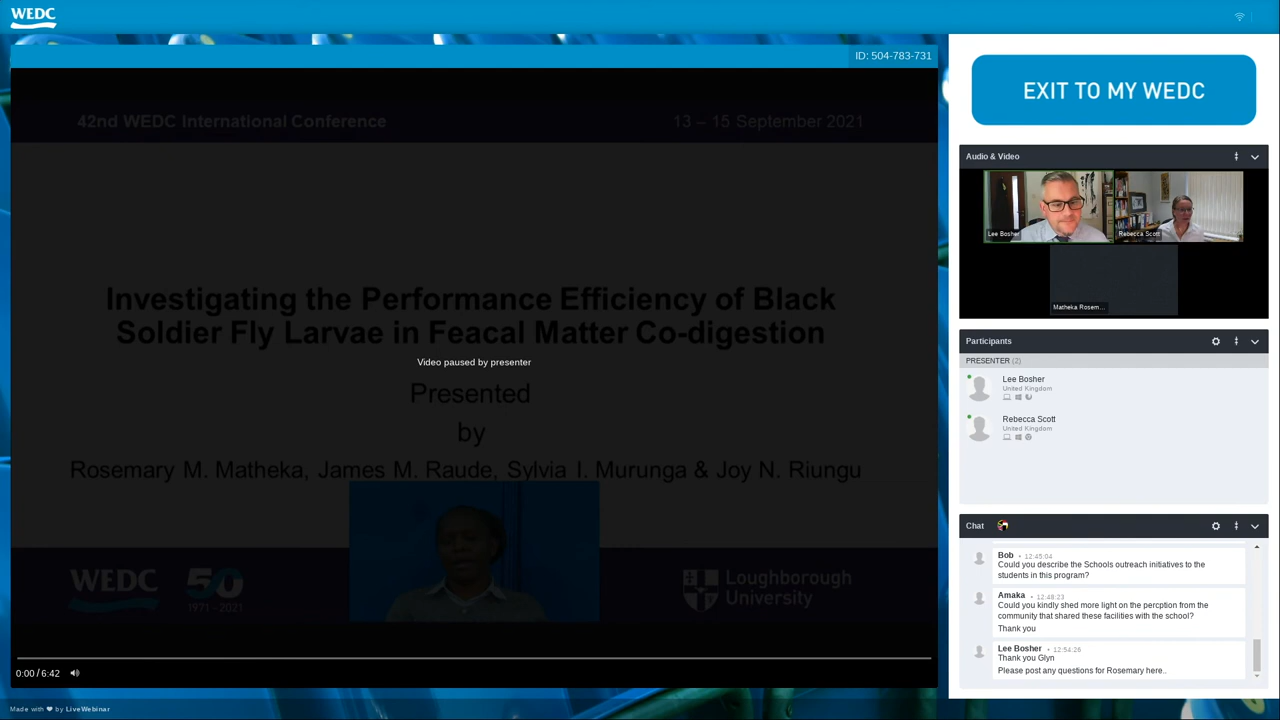 WEDC
ID: 504-783-731
42nd WEDC International Conference
13 – 15 September 2021
Investigating the Performance Efficiency of Black
Soldier Fly Larvae in Feacal Matter Co-digestion
Video paused by presenter
Presented
by
Rosemary M. Matheka, James M. Raude, Sylvia I. Murunga & Joy N. Riungu
WEDC
50
1971 – 2021
Loughborough
University
0:00 / 6:42
Made with ❤ by LiveWebinar
EXIT TO MY WEDC
Audio & Video
Lee Bosher
Rebecca Scott
Matheka Rosem...
Participants
PRESENTER (2)
Lee Bosher
United Kingdom
Rebecca Scott
United Kingdom
Chat
Bob • 12:45:04
Could you describe the Schools outreach initiatives to the
students in this program?
Amaka • 12:48:23
Could you kindly shed more light on the percption from the
community that shared these facilities with the school?
Thank you
Lee Bosher • 12:54:26
Thank you Glyn
Please post any questions for Rosemary here..